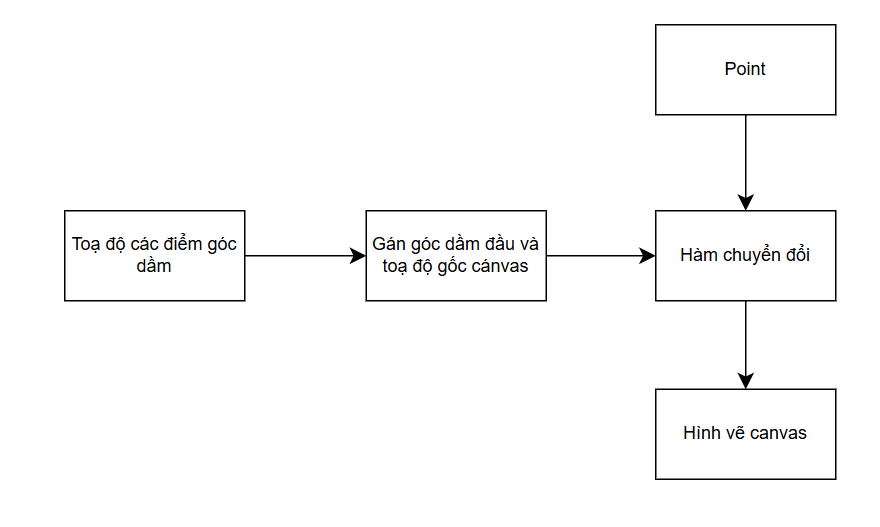 Point
Toạ độ các điểm góc
dầm
Gán góc dầm đầu và
toạ độ gốc cánvas
Hàm chuyển đổi
Hình vẽ canvas